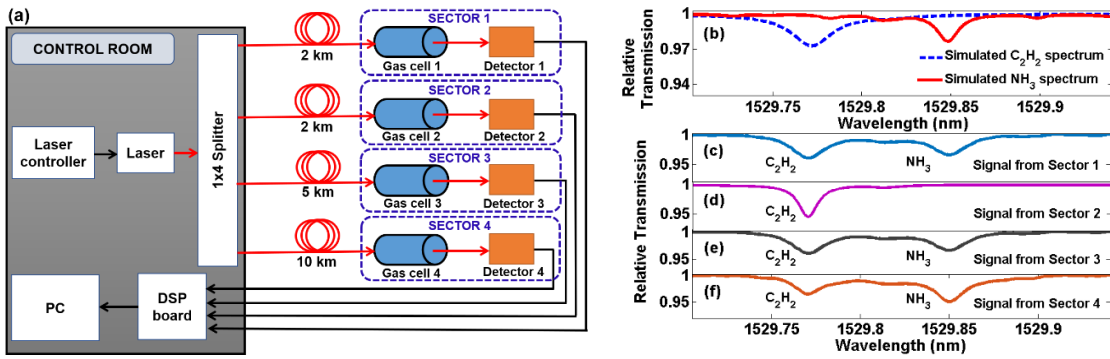 (a)
CONTROL ROOM
Laser
controller
Laser
1x4 Splitter
PC
DSP
board
2 km
SECTOR 1
Gas cell 1
Detector 1
2 km
SECTOR 2
Gas cell 2
Detector 2
5 km
SECTOR 3
Gas cell 3
Detector 3
10 km
SECTOR 4
Gas cell 4
Detector 4
Relative
Transmission
1
0.97
0.94
(b)
Simulated C₂H₂ spectrum
Simulated NH₃ spectrum
1529.75 1529.8 1529.85 1529.9
Wavelength (nm)
Relative Transmission
1
0.95
(c)
C₂H₂
NH₃
Signal from Sector 1
1
0.95
(d)
C₂H₂
Signal from Sector 2
1
0.95
(e)
C₂H₂
NH₃
Signal from Sector 3
1
0.95
(f)
C₂H₂
NH₃
Signal from Sector 4
1529.75 1529.8 1529.85 1529.9
Wavelength (nm)